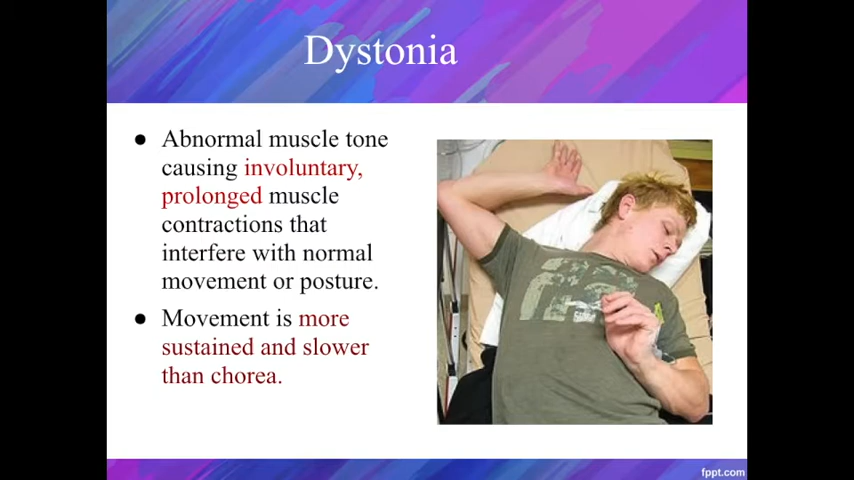 Dystonia
● Abnormal muscle tone
causing involuntary,
prolonged muscle
contractions that
interfere with normal
movement or posture.
● Movement is more
sustained and slower
than chorea.
fppt.com